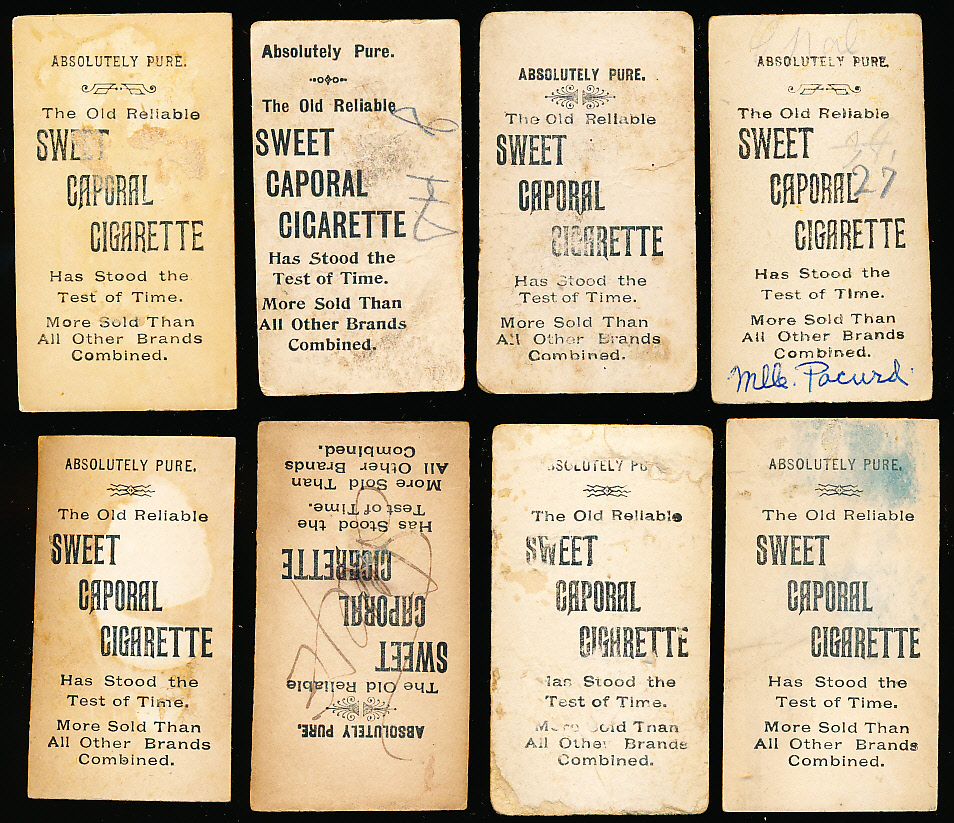 ABSOLUTELY PURE.
The Old Reliable
SWEET
CAPORAL
CIGARETTE
Has Stood the
Test of Time.
More Sold Than
All Other Brands
Combined.
Absolutely Pure.
The Old Reliable
SWEET
CAPORAL
CIGARETTE
Has Stood the
Test of Time.
More Sold Than
All Other Brands
Combined.
ABSOLUTELY PURE.
The Old Reliable
SWEET
CAPORAL
CIGARETTE
Has Stood the
Test of Time.
More Sold Than
All Other Brands
Combined.
ABSOLUTELY PURE.
The Old Reliable
SWEET
24.
CAPORAL 27
CIGARETTE
Has Stood the
Test of Time.
More Sold Than
All Other Brands
Combined.
Mlle. Pacurd.
ABSOLUTELY PURE.
The Old Reliable
SWEET
CAPORAL
CIGARETTE
Has Stood the
Test of Time.
More Sold Than
All Other Brands
Combined.
ABSOLUTELY PURE.
The Old Reliable
SWEET
CAPORAL
CIGARETTE
Has Stood the
Test of Time.
More Sold Than
All Other Brands
Combined.
ABSOLUTELY PU
The Old Reliable
SWEET
CAPORAL
CIGARETTE
Has Stood the
Test of Time.
More Sold Than
All Other Brands
Combined.
ABSOLUTELY PURE.
The Old Reliable
SWEET
CAPORAL
CIGARETTE
Has Stood the
Test of Time.
More Sold Than
All Other Brands
Combined.